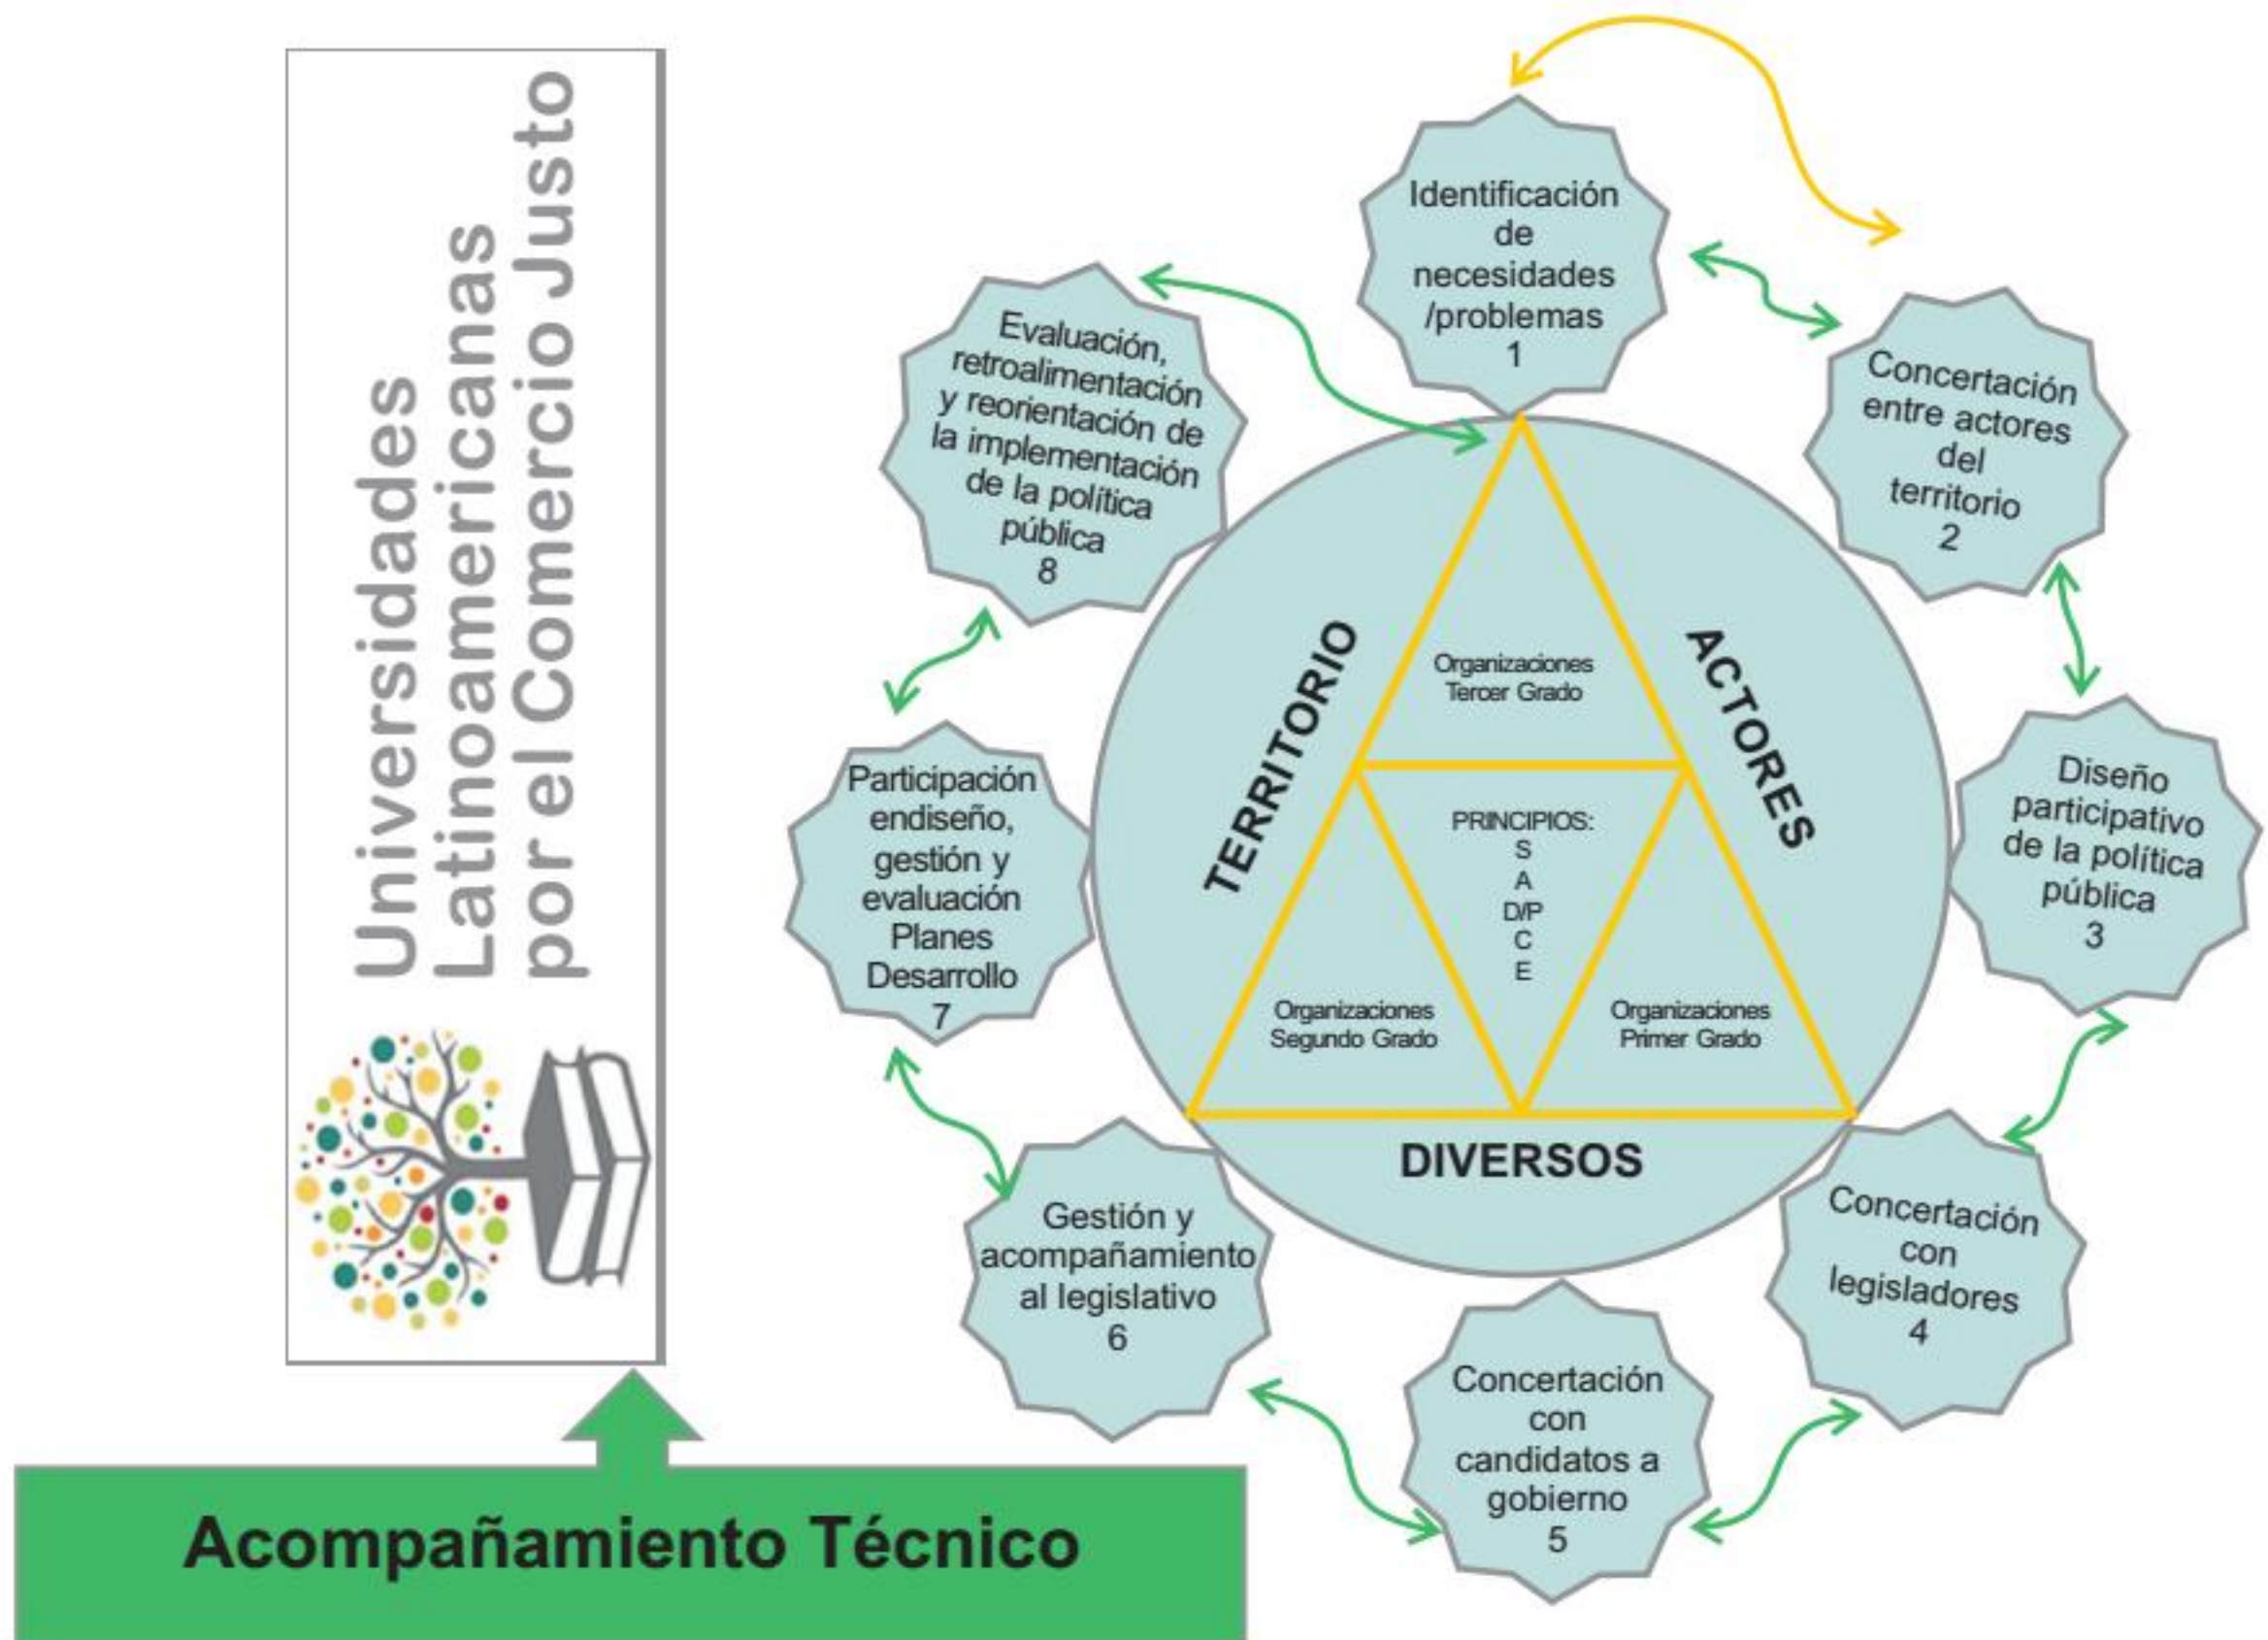 Universidades
Latinoamericanas
por el Comercio Justo
Acompañamiento Técnico
Identificación
de
necesidades
/problemas
1
Concertación
entre actores
del
territorio
2
Diseño
participativo
de la política
pública
3
Concertación
con
legisladores
4
Concertación
con
candidatos a
gobierno
5
Gestión y
acompañamiento
al legislativo
6
Participación
endiseño,
gestión y
evaluación
Planes
Desarrollo
7
Evaluación,
retroalimentación
y reorientación de
la implementación
de la política
pública
8
TERRITORIO
ACTORES
DIVERSOS
Organizaciones
Tercer Grado
PRINCIPIOS:
S
A
D/P
C
E
Organizaciones
Segundo Grado
Organizaciones
Primer Grado